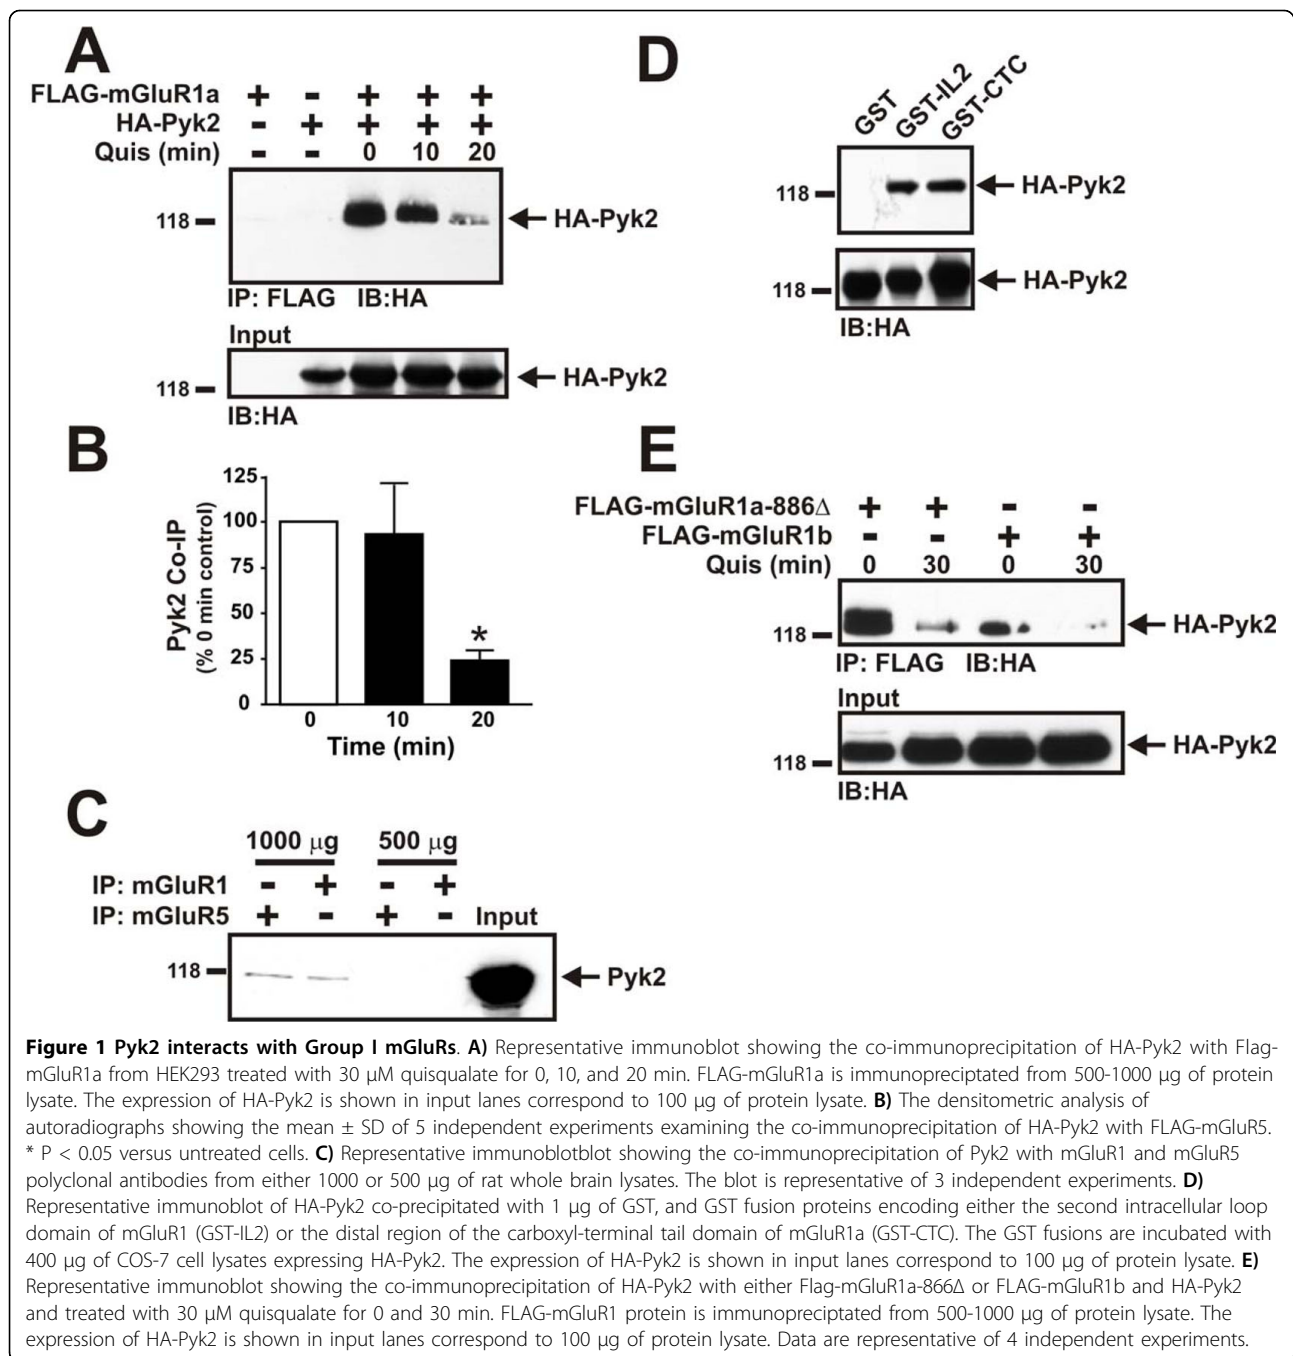 A
FLAG-mGluR1a + - + + +
HA-Pyk2 - + + + +
Quis (min) - - 0 10 20
118
HA-Pyk2
IP: FLAG IB:HA
Input
118
HA-Pyk2
IB:HA
B
Pyk2 Co-IP
(% 0 min control)
125
100
75
50
25
0
*
0 10 20
Time (min)
C
1000 µg 500 µg
IP: mGluR1 - + - +
IP: mGluR5 + - + - Input
118
Pyk2
D
GST GST-IL2 GST-CTC
118
HA-Pyk2
118
HA-Pyk2
IB:HA
E
FLAG-mGluR1a-886Δ + + - -
FLAG-mGluR1b - - + +
Quis (min) 0 30 0 30
118
HA-Pyk2
IP: FLAG IB:HA
Input
118
HA-Pyk2
IB:HA
Figure 1 Pyk2 interacts with Group I mGluRs. A) Representative immunoblot showing the co-immunoprecipitation of HA-Pyk2 with Flag-
mGluR1a from HEK293 treated with 30 µM quisqualate for 0, 10, and 20 min. FLAG-mGluR1a is immunopreciptated from 500-1000 µg of protein
lysate. The expression of HA-Pyk2 is shown in input lanes correspond to 100 µg of protein lysate. B) The densitometric analysis of
autoradiographs showing the mean ± SD of 5 independent experiments examining the co-immunoprecipitation of HA-Pyk2 with FLAG-mGluR5.
* P < 0.05 versus untreated cells. C) Representative immunoblotblot showing the co-immunoprecipitation of Pyk2 with mGluR1 and mGluR5
polyclonal antibodies from either 1000 or 500 µg of rat whole brain lysates. The blot is representative of 3 independent experiments. D)
Representative immunoblot of HA-Pyk2 co-precipitated with 1 µg of GST, and GST fusion proteins encoding either the second intracellular loop
domain of mGluR1 (GST-IL2) or the distal region of the carboxyl-terminal tail domain of mGluR1a (GST-CTC). The GST fusions are incubated with
400 µg of COS-7 cell lysates expressing HA-Pyk2. The expression of HA-Pyk2 is shown in input lanes correspond to 100 µg of protein lysate. E)
Representative immunoblot showing the co-immunoprecipitation of HA-Pyk2 with either Flag-mGluR1a-866Δ or FLAG-mGluR1b and HA-Pyk2
and treated with 30 µM quisqualate for 0 and 30 min. FLAG-mGluR1 protein is immunopreciptated from 500-1000 µg of protein lysate. The
expression of HA-Pyk2 is shown in input lanes correspond to 100 µg of protein lysate. Data are representative of 4 independent experiments.